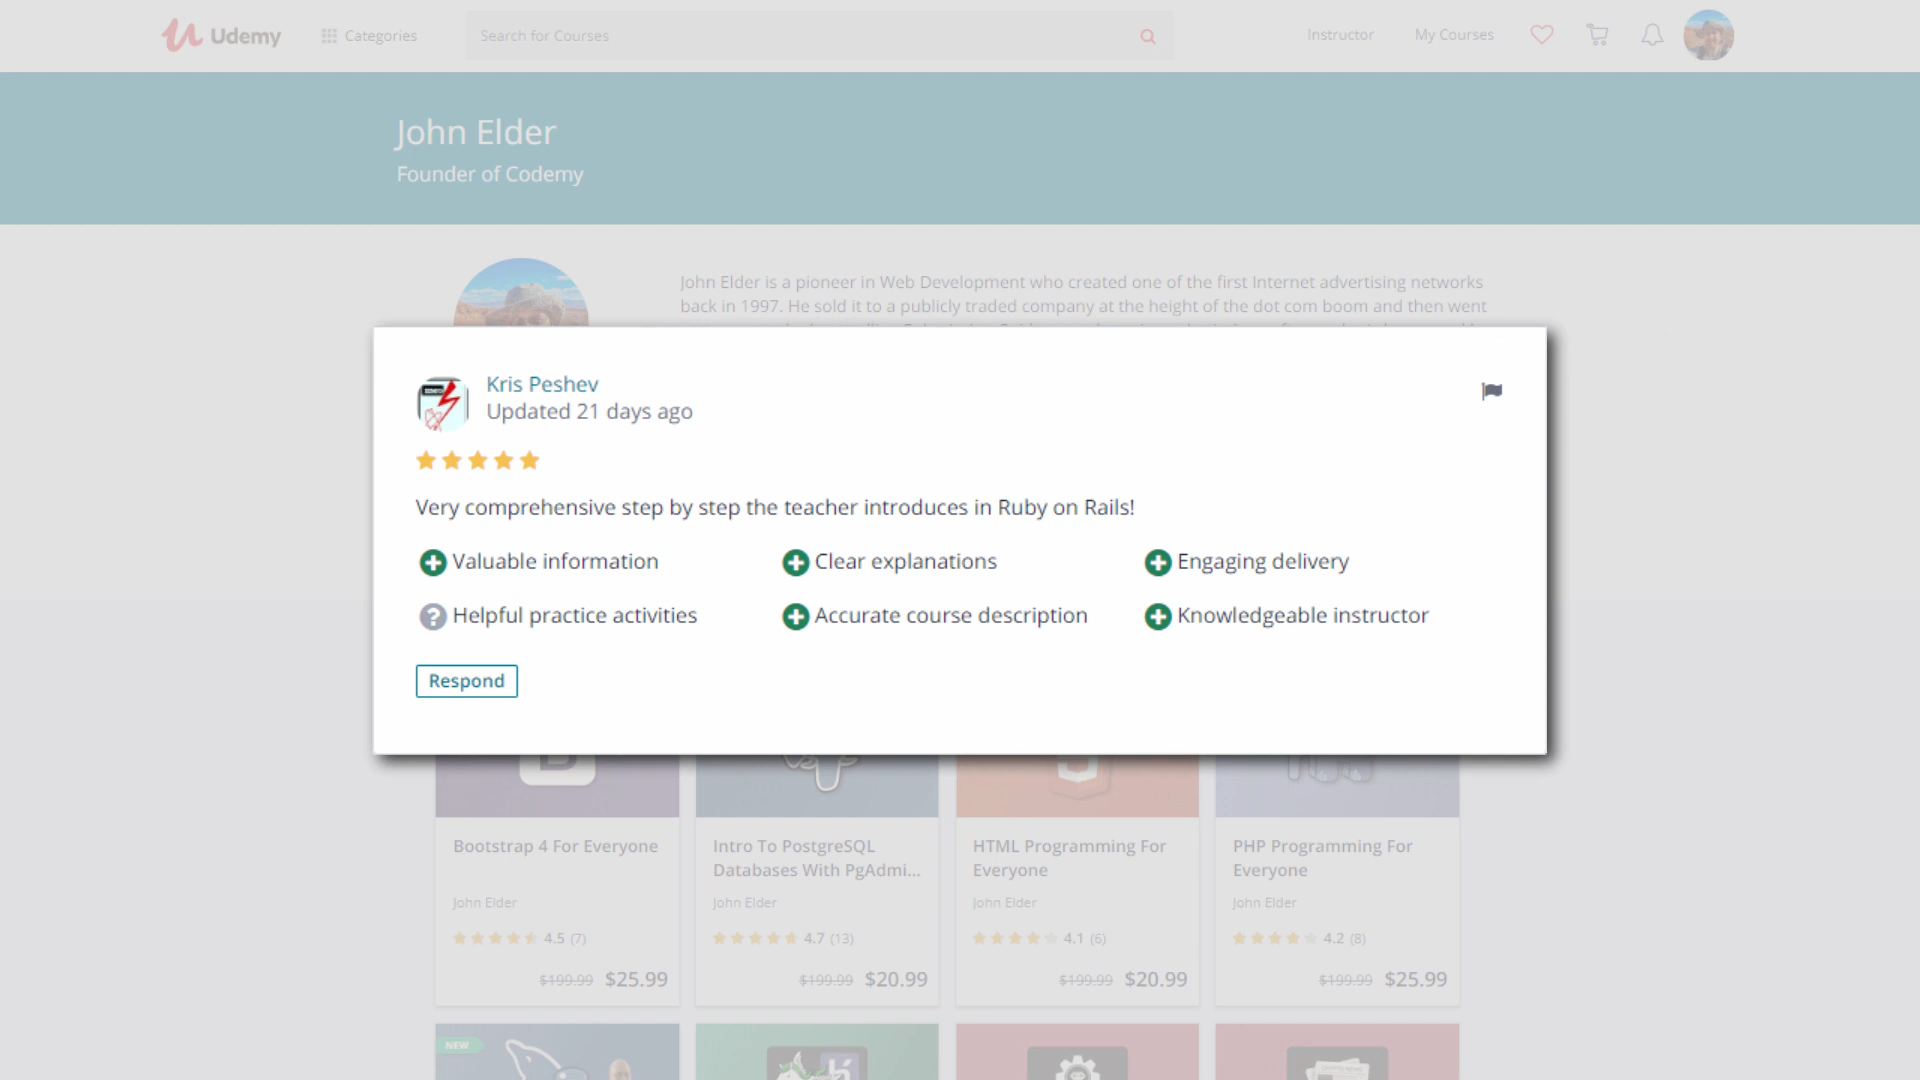 Udemy
Categories
Search for Courses
Instructor
My Courses
John Elder
Founder of Codemy
John Elder is a pioneer in Web Development who created one of the first Internet advertising networks
back in 1997. He sold it to a publicly traded company at the height of the dot com boom and then went
Kris Peshev
Updated 21 days ago
Very comprehensive step by step the teacher introduces in Ruby on Rails!
Valuable information
Clear explanations
Engaging delivery
Helpful practice activities
Accurate course description
Knowledgeable instructor
Respond
Bootstrap 4 For Everyone
John Elder
4.5 (7)
$199.99 $25.99
Intro To PostgreSQL
Databases With PgAdmi...
John Elder
4.7 (13)
$199.99 $20.99
HTML Programming For
Everyone
John Elder
4.1 (6)
$199.99 $20.99
PHP Programming For
Everyone
John Elder
4.2 (8)
$199.99 $25.99
NEW